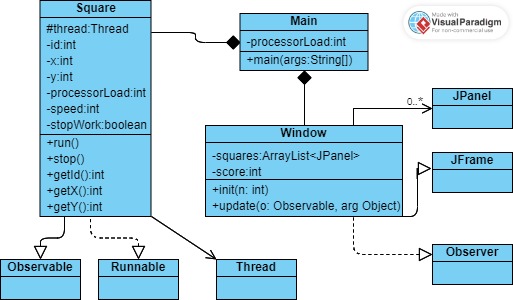 Square
#thread:Thread
-id:int
-x:int
-y:int
-processorLoad:int
-speed:int
-stopWork:boolean
+run()
+stop()
+getId():int
+getX():int
+getY():int
Main
-processorLoad:int
+main(args:String[])
Made with
VisualParadigm
For non-commercial use
0..*
JPanel
Window
-squares:ArrayList<JPanel>
-score:int
+init(n: int)
+update(o: Observable, arg Object)
JFrame
Observer
Observable
Runnable
Thread